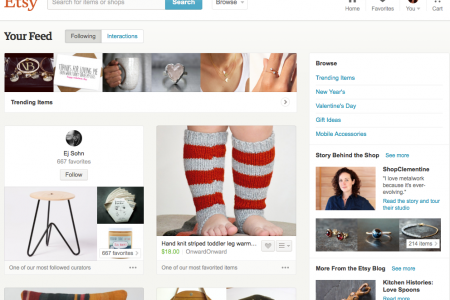 Etsy
Search for items or shops
Search
Browse
Home
Favorites
You
Cart
Your Feed
Following
Interactions
Trending Items
Ej Sohn
667 favorites
Follow
667 favorites
One of our most followed curators
Hand knit striped toddler leg warm...
$18.00 OnwardOnward
One of our most favorited items
Browse
Trending Items
New Year's
Valentine's Day
Gift Ideas
Mobile Accessories
Story Behind the Shop See more
ShopClementine
"I love metalwork
because it's ever-
evolving."
Read the story and tour
their studio
214 items
More From the Etsy Blog See more
Kitchen Histories:
Love Spoons